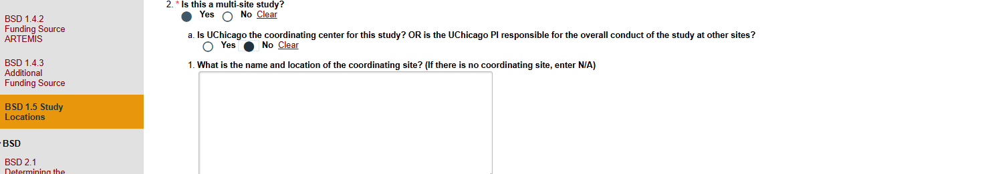 BSD 1.4.2
Funding Source
ARTEMIS
BSD 1.4.3
Additional
Funding Source
BSD 1.5 Study
Locations
BSD
BSD 2.1
Determining the
2. * Is this a multi-site study?
Yes No Clear
a. Is UChicago the coordinating center for this study? OR is the UChicago PI responsible for the overall conduct of the study at other sites?
Yes No Clear
1. What is the name and location of the coordinating site? (If there is no coordinating site, enter N/A)